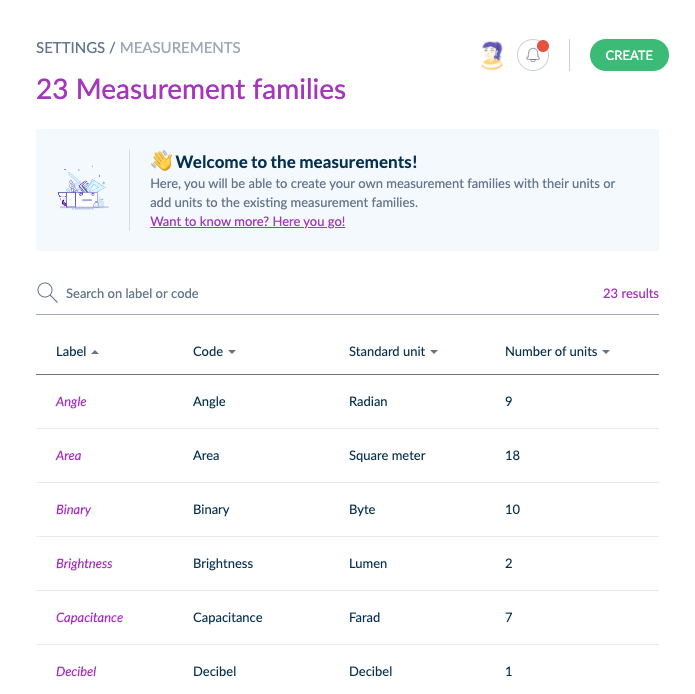 SETTINGS / MEASUREMENTS
CREATE
23 Measurement families
Welcome to the measurements!
Here, you will be able to create your own measurement families with their units or
add units to the existing measurement families.
Want to know more? Here you go!
Search on label or code 23 results
Label Code Standard unit Number of units
Angle Angle Radian 9
Area Area Square meter 18
Binary Binary Byte 10
Brightness Brightness Lumen 2
Capacitance Capacitance Farad 7
Decibel Decibel Decibel 1